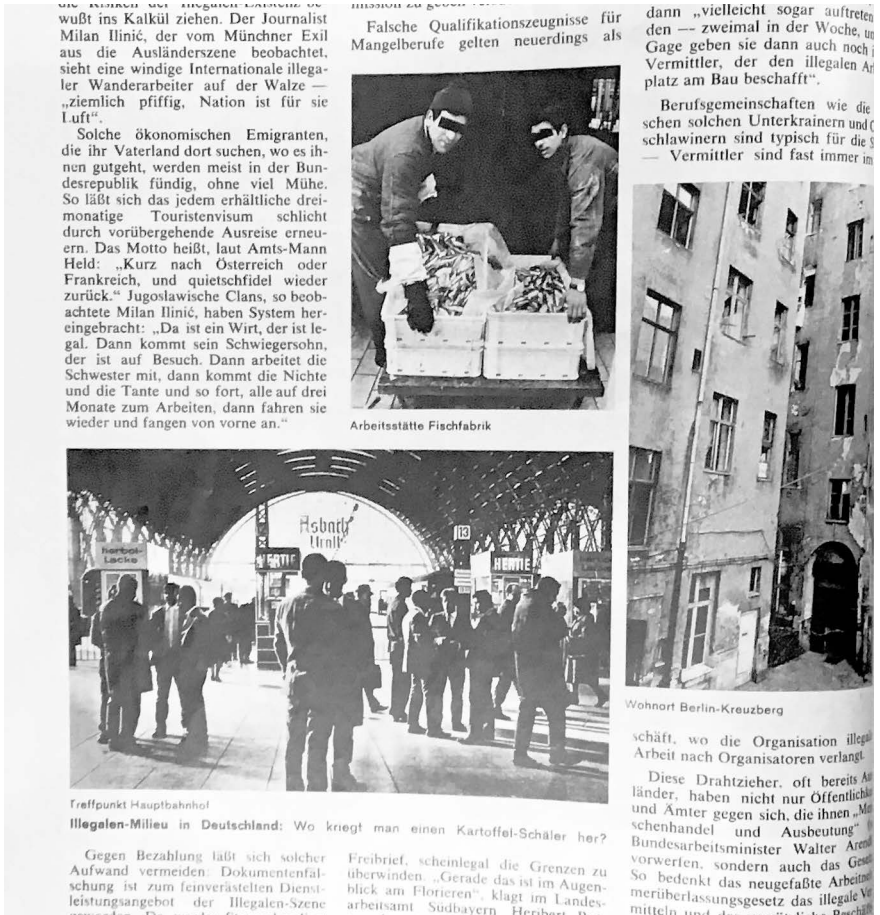 die Risiken der Illegalen-Existenz be-
wußt ins Kalkül ziehen. Der Journalist
Milan Ilinić, der vom Münchner Exil
aus die Ausländerszene beobachtet,
sieht eine windige Internationale illega-
ler Wanderarbeiter auf der Walze —
„ziemlich pfiffig, Nation ist für sie
Luft“.
Solche ökonomischen Emigranten,
die ihr Vaterland dort suchen, wo es ih-
nen gutgeht, werden meist in der Bun-
desrepublik fündig, ohne viel Mühe.
So läßt sich das jedem erhältliche drei-
monatige Touristenvisum schlicht
durch vorübergehende Ausreise erneu-
ern. Das Motto heißt, laut Amts-Mann
Held: „Kurz nach Österreich oder
Frankreich, und quietschfidel wieder
zurück.“ Jugoslawische Clans, so beob-
achtete Milan Ilinić, haben System her-
eingebracht: „Da ist ein Wirt, der ist le-
gal. Dann kommt sein Schwiegersohn,
der ist auf Besuch. Dann arbeitet die
Schwester mit, dann kommt die Nichte
und die Tante und so fort, alle auf drei
Monate zum Arbeiten, dann fahren sie
wieder und fangen von vorne an.“
Falsche Qualifikationszeugnisse für
Mangelberufe gelten neuerdings als
Arbeitsstätte Fischfabrik
dann „vielleicht sogar auftreten
den — zweimal in der Woche,
Gage geben sie dann auch noch
Vermittler, der den illegalen
platz am Bau beschafft“.
Berufsgemeinschaften wie die
schen solchen Unterkrainern und
schlawinern sind typisch für die
— Vermittler sind fast immer im
Wohnort Berlin-Kreuzberg
Asbach
Uralt
herbol-
Lacke
HERTIE
13
HERTIE
Treffpunkt Hauptbahnhof
Illegalen-Milieu in Deutschland: Wo kriegt man einen Kartoffel-Schäler her?
Gegen Bezahlung läßt sich solcher
Aufwand vermeiden: Dokumentenfäl-
schung ist zum feinverästelten Dienst-
leistungsangebot der Illegalen-Szene
Freibrief, scheinlegal die Grenzen zu
überwinden. „Gerade das ist im Augen-
blick am Florieren“, klagt im Landes-
arbeitsamt Südbayern Heribert
schäft, wo die Organisation
Arbeit nach Organisatoren verlangt.
Diese Drahtzieher, oft bereits
länder, haben nicht nur
und Ämter gegen sich, die ihnen
schenhandel und Ausbeutung“
Bundesarbeitsminister Walter
vorwerfen, sondern auch das
So bedenkt das neugefaßte
merüberlassungsgesetz das illegale